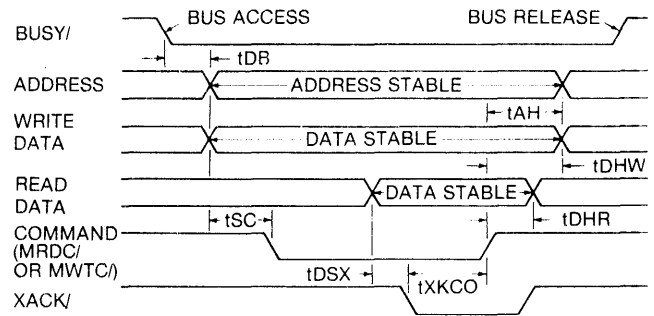 BUS ACCESS BUS RELEASE
BUSY/
tDB
ADDRESS ADDRESS STABLE
tAH
WRITE
DATA DATA STABLE
tDHW
READ
DATA DATA STABLE
tSC tDHR
COMMAND
(MRDC/
OR MWTC/)
tDSX tXKCO
XACK/